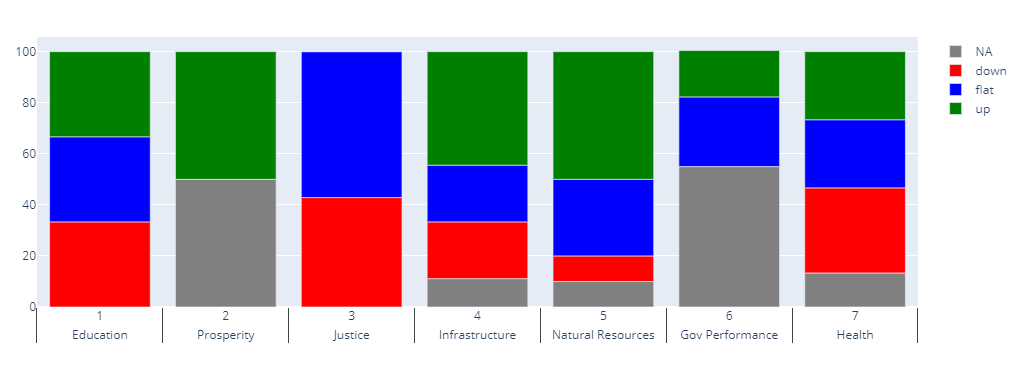 100
80
60
40
20
0
NA
down
flat
up
1 2 3 4 5 6 7
Education Prosperity Justice Infrastructure Natural Resources Gov Performance Health